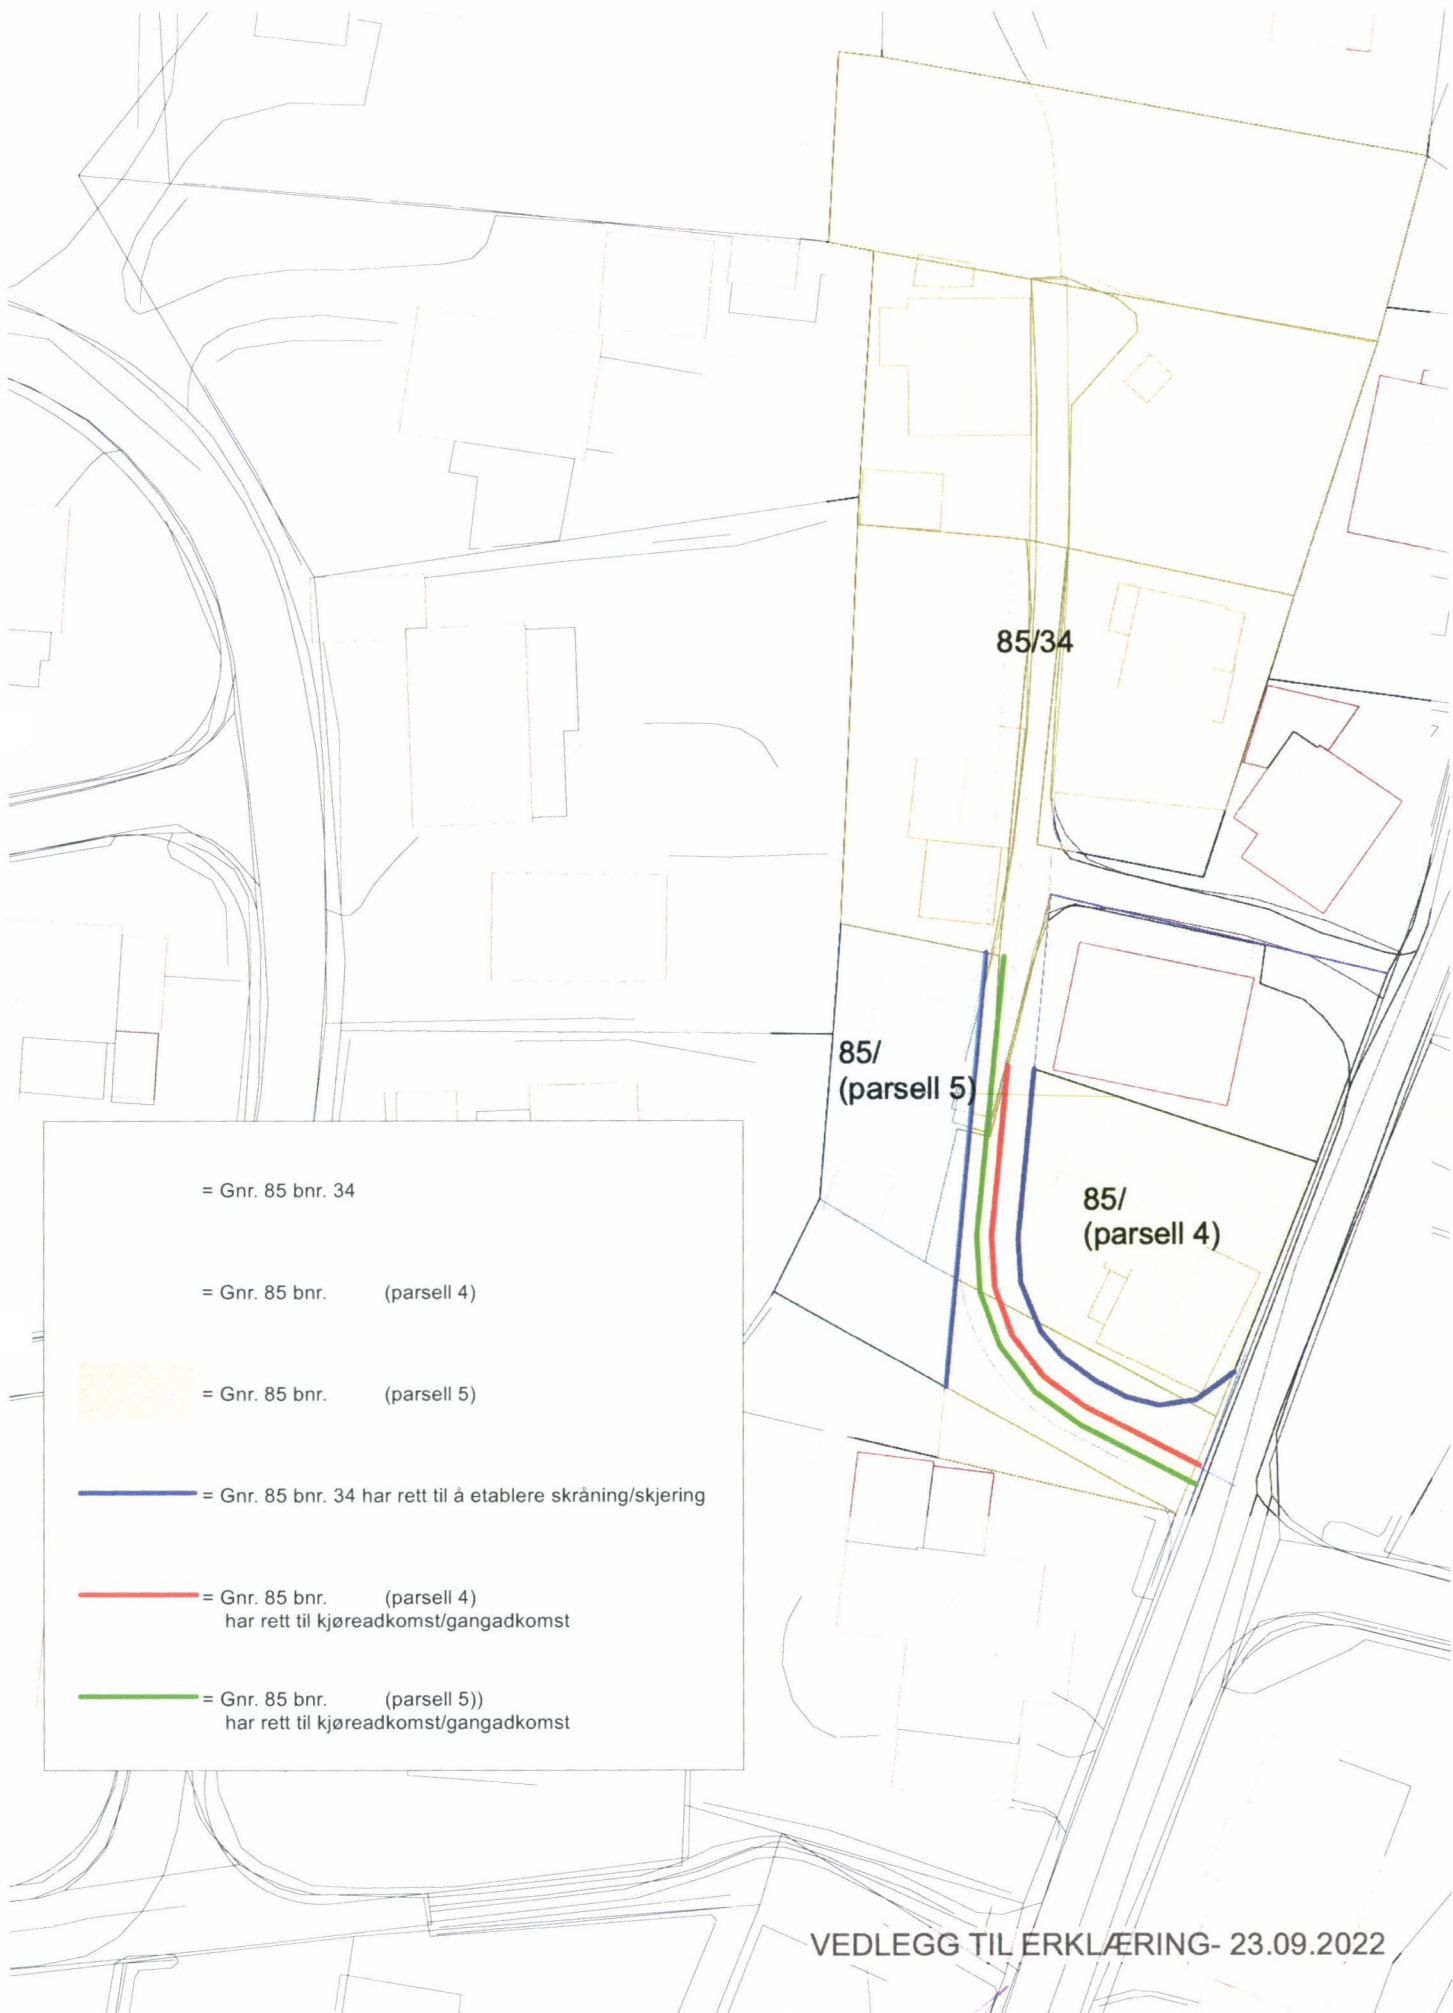 85/34
85/
(parsell 5)
85/
(parsell 4)
= Gnr. 85 bnr. 34
= Gnr. 85 bnr. (parsell 4)
= Gnr. 85 bnr. (parsell 5)
= Gnr. 85 bnr. 34 har rett til å etablere skråning/skjering
= Gnr. 85 bnr. (parsell 4)
har rett til kjøreadkomst/gangadkomst
= Gnr. 85 bnr. (parsell 5))
har rett til kjøreadkomst/gangadkomst
VEDLEGG TIL ERKLÆRING- 23.09.2022